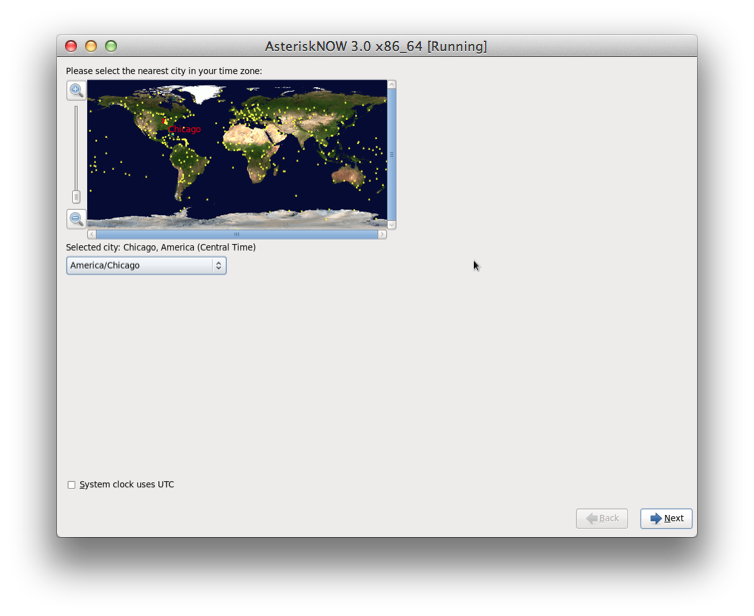 AsteriskNOW 3.0 x86_64 [Running]
Please select the nearest city in your time zone:
Chicago
Selected city: Chicago, America (Central Time)
America/Chicago
System clock uses UTC
Back
Next